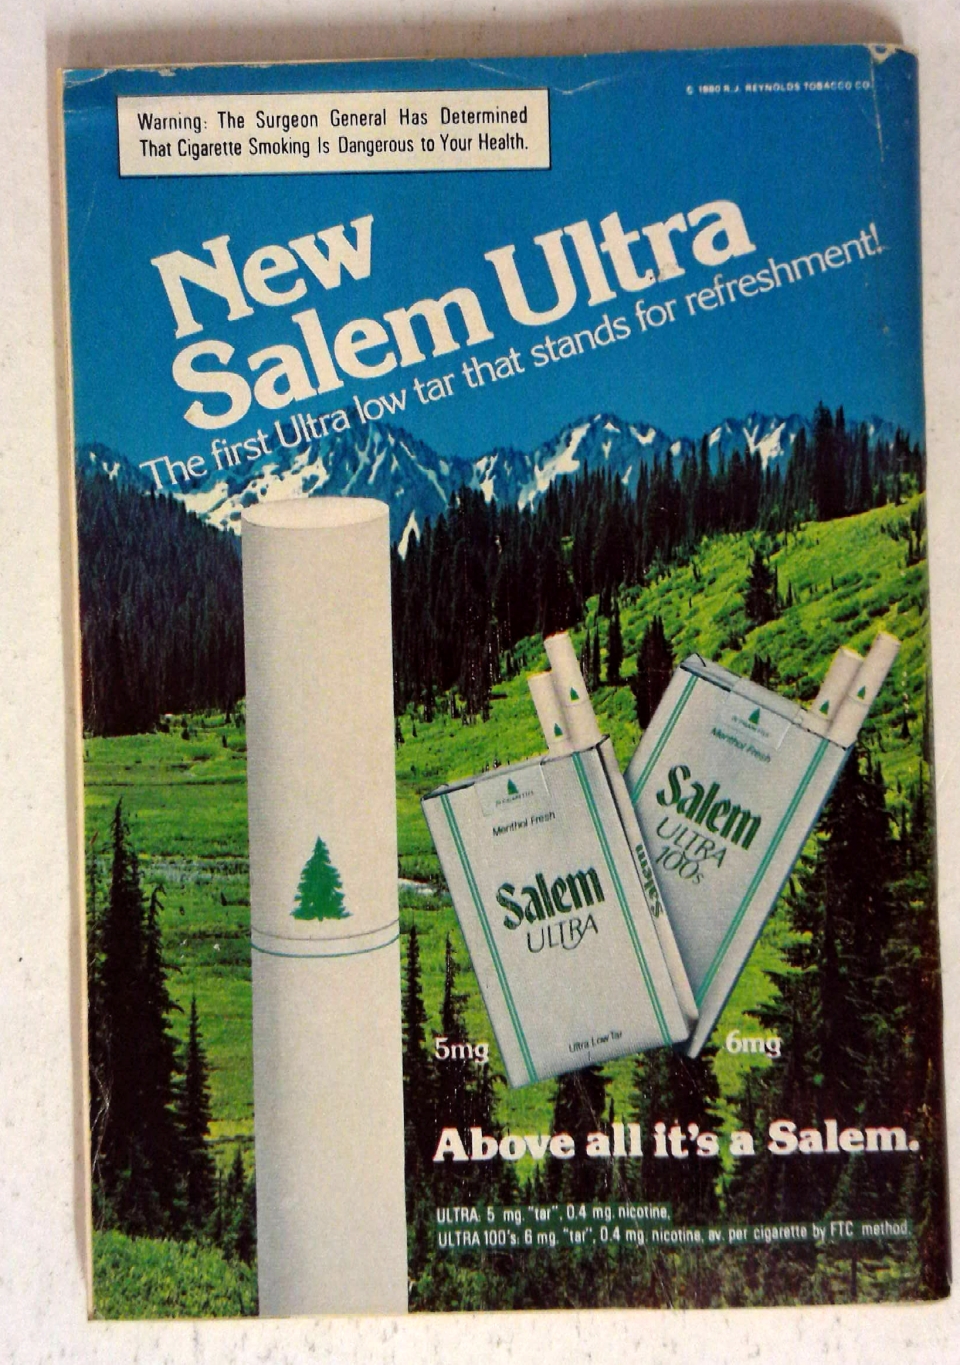 © 1980 R.J. REYNOLDS TOBACCO CO.
Warning: The Surgeon General Has Determined
That Cigarette Smoking Is Dangerous to Your Health.
New
Salem Ultra
The first Ultra low tar that stands for refreshment!
Menthol Fresh
Salem
ULTRA
Ultra Low Tar
Salem
Menthol Fresh
Salem
ULTRA
100s
5mg
6mg
Above all it's a Salem.
ULTRA: 5 mg. "tar", 0.4 mg. nicotine,
ULTRA 100's: 6 mg. "tar", 0.4 mg. nicotine, av. per cigarette by FTC method.